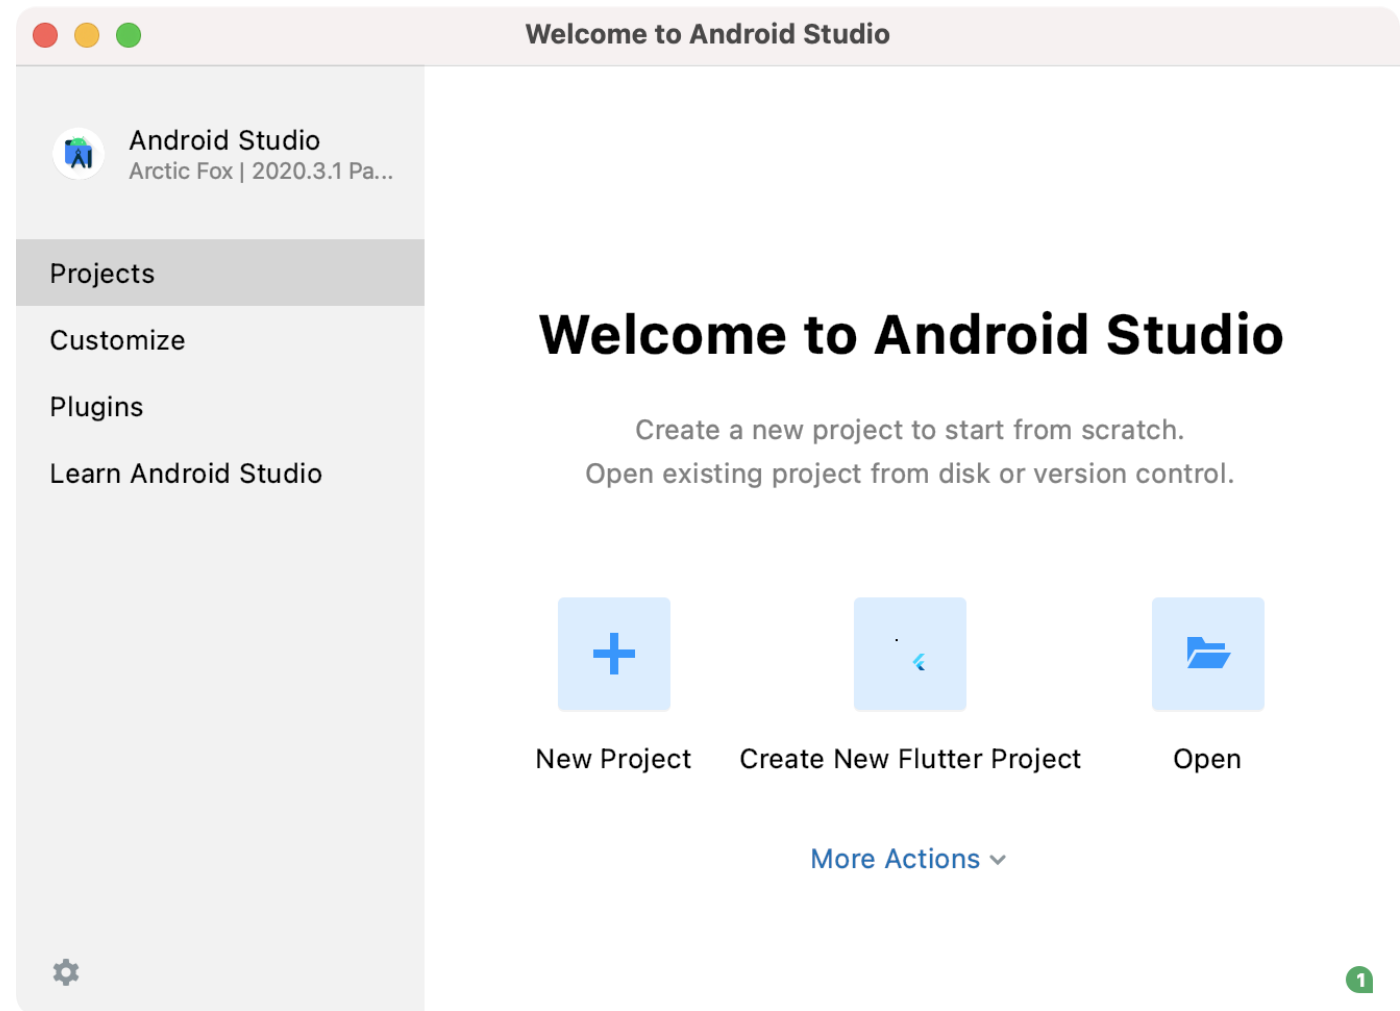 Welcome to Android Studio
Android Studio
Arctic Fox | 2020.3.1 Pa...
Projects
Customize
Plugins
Learn Android Studio
Welcome to Android Studio
Create a new project to start from scratch.
Open existing project from disk or version control.
New Project
Create New Flutter Project
Open
More Actions
1